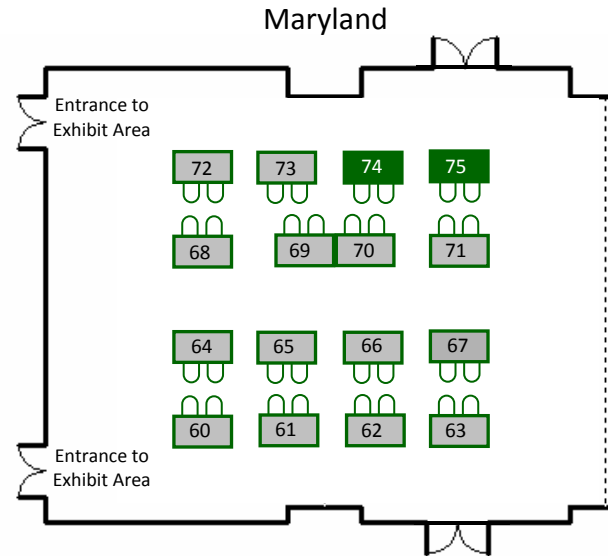 Maryland
Entrance to
Exhibit Area
72 73 74 75
68 69 70 71
64 65 66 67
60 61 62 63
Entrance to
Exhibit Area